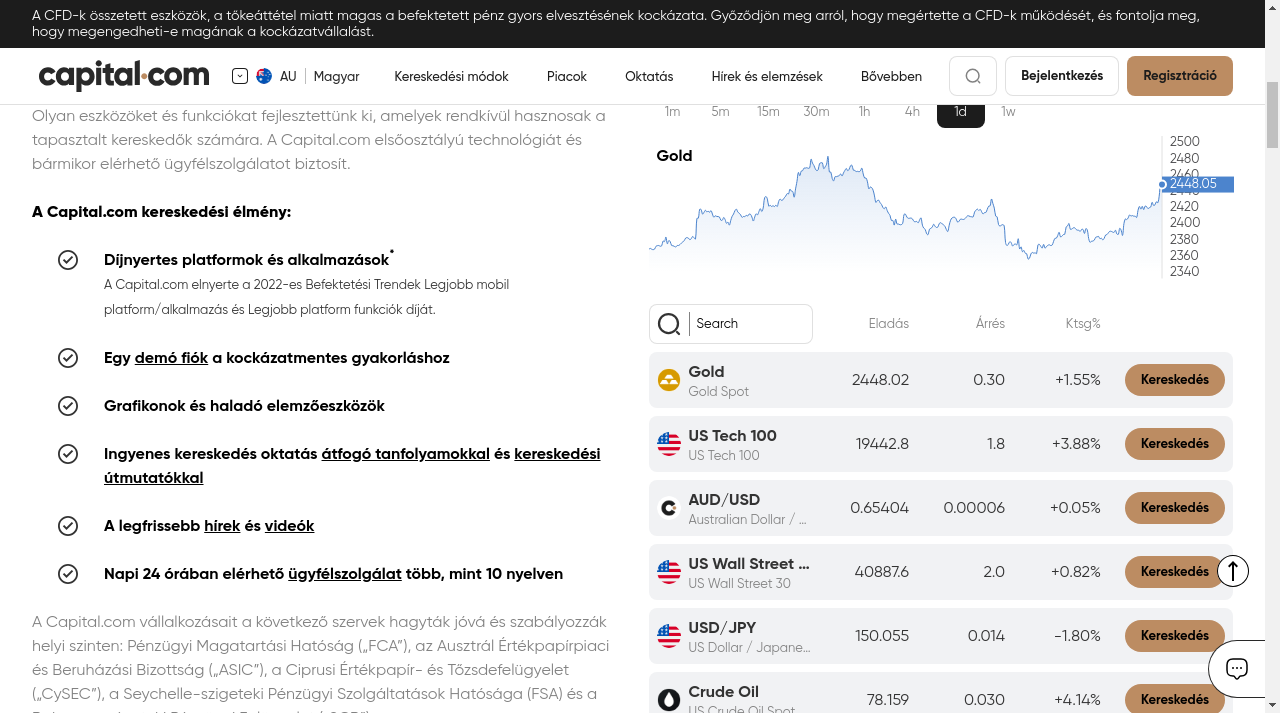 A CFD-k összetett eszközök, a tőkeáttétel miatt magas a befektetett pénz gyors elvesztésének kockázata. Győződjön meg arról, hogy megértette a CFD-k működését, és fontolja meg,
hogy megengedheti-e magának a kockázatvállalást.
capital.com
AU
Magyar
Kereskedési módok
Piacok
Oktatás
Hírek és elemzések
Bővebben
Bejelentkezés
Regisztráció
Olyan eszközöket és funkciókat fejlesztettünk ki, amelyek rendkívül hasznosak a
tapasztalt kereskedők számára. A Capital.com elsőosztályú technológiát és
bármikor elérhető ügyfélszolgálatot biztosít.
A Capital.com kereskedési élmény:
Díjnyertes platformok és alkalmazások*
A Capital.com elnyerte a 2022-es Befektetési Trendek Legjobb mobil
platform/alkalmazás és Legjobb platform funkciók díját.
Egy demó fiók a kockázatmentes gyakorláshoz
Grafikonok és haladó elemzőeszközök
Ingyenes kereskedés oktatás átfogó tanfolyamokkal és kereskedési
útmutatókkal
A legfrissebb hírek és videók
Napi 24 órában elérhető ügyfélszolgálat több, mint 10 nyelven
A Capital.com vállalkozásait a következő szervek hagyták jóvá és szabályozzák
helyi szinten: Pénzügyi Magatartási Hatóság („FCA”), az Ausztrál Értékpapírpiaci
és Beruházási Bizottság („ASIC”), a Ciprusi Értékpapír- és Tőzsdefelügyelet
(„CySEC”), a Seychelle-szigeteki Pénzügyi Szolgáltatások Hatósága (FSA) és a
1m 5m 15m 30m 1h 4h 1d 1w
Gold
2500
2480
2460
2448.05
2420
2400
2380
2360
2340
Search
Eladás Árrés Ktsg%
Gold
Gold Spot
2448.02 0.30 +1.55% Kereskedés
US Tech 100
US Tech 100
19442.8 1.8 +3.88% Kereskedés
AUD/USD
Australian Dollar / ...
0.65404 0.00006 +0.05% Kereskedés
US Wall Street ...
US Wall Street 30
40887.6 2.0 +0.82% Kereskedés
USD/JPY
US Dollar / Japane...
150.055 0.014 -1.80% Kereskedés
Crude Oil
US Crude Oil Spot
78.159 0.030 +4.14% Kereskedés